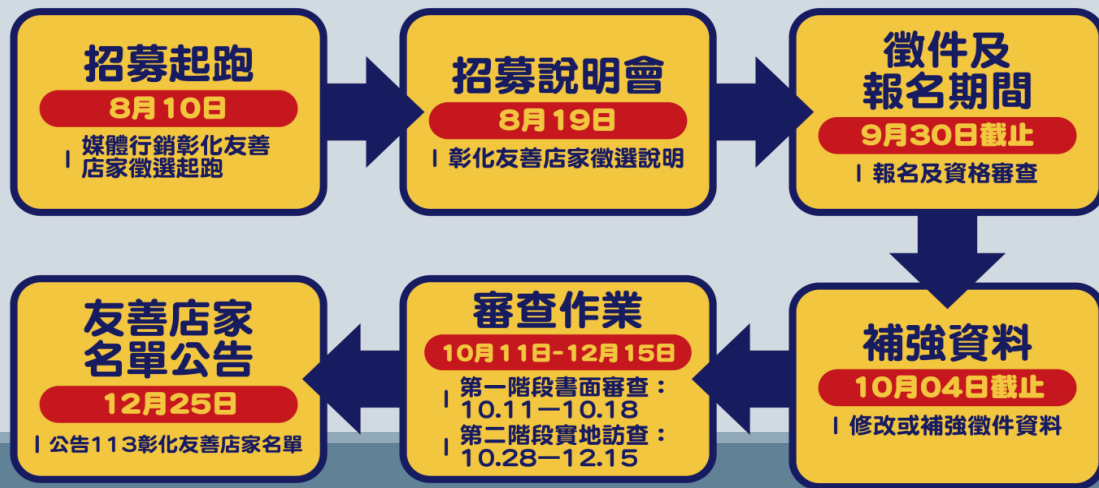 招募起跑
8月10日
| 媒體行銷彰化友善
店家徵選起跑
招募說明會
8月19日
| 彰化友善店家徵選說明
徵件及
報名期間
9月30日截止
| 報名及資格審查
補強資料
10月04日截止
| 修改或補強徵件資料
審查作業
10月11日-12月15日
| 第一階段書面審查：
10.11—10.18
| 第二階段實地訪查：
10.28—12.15
友善店家
名單公告
12月25日
| 公告113彰化友善店家名單